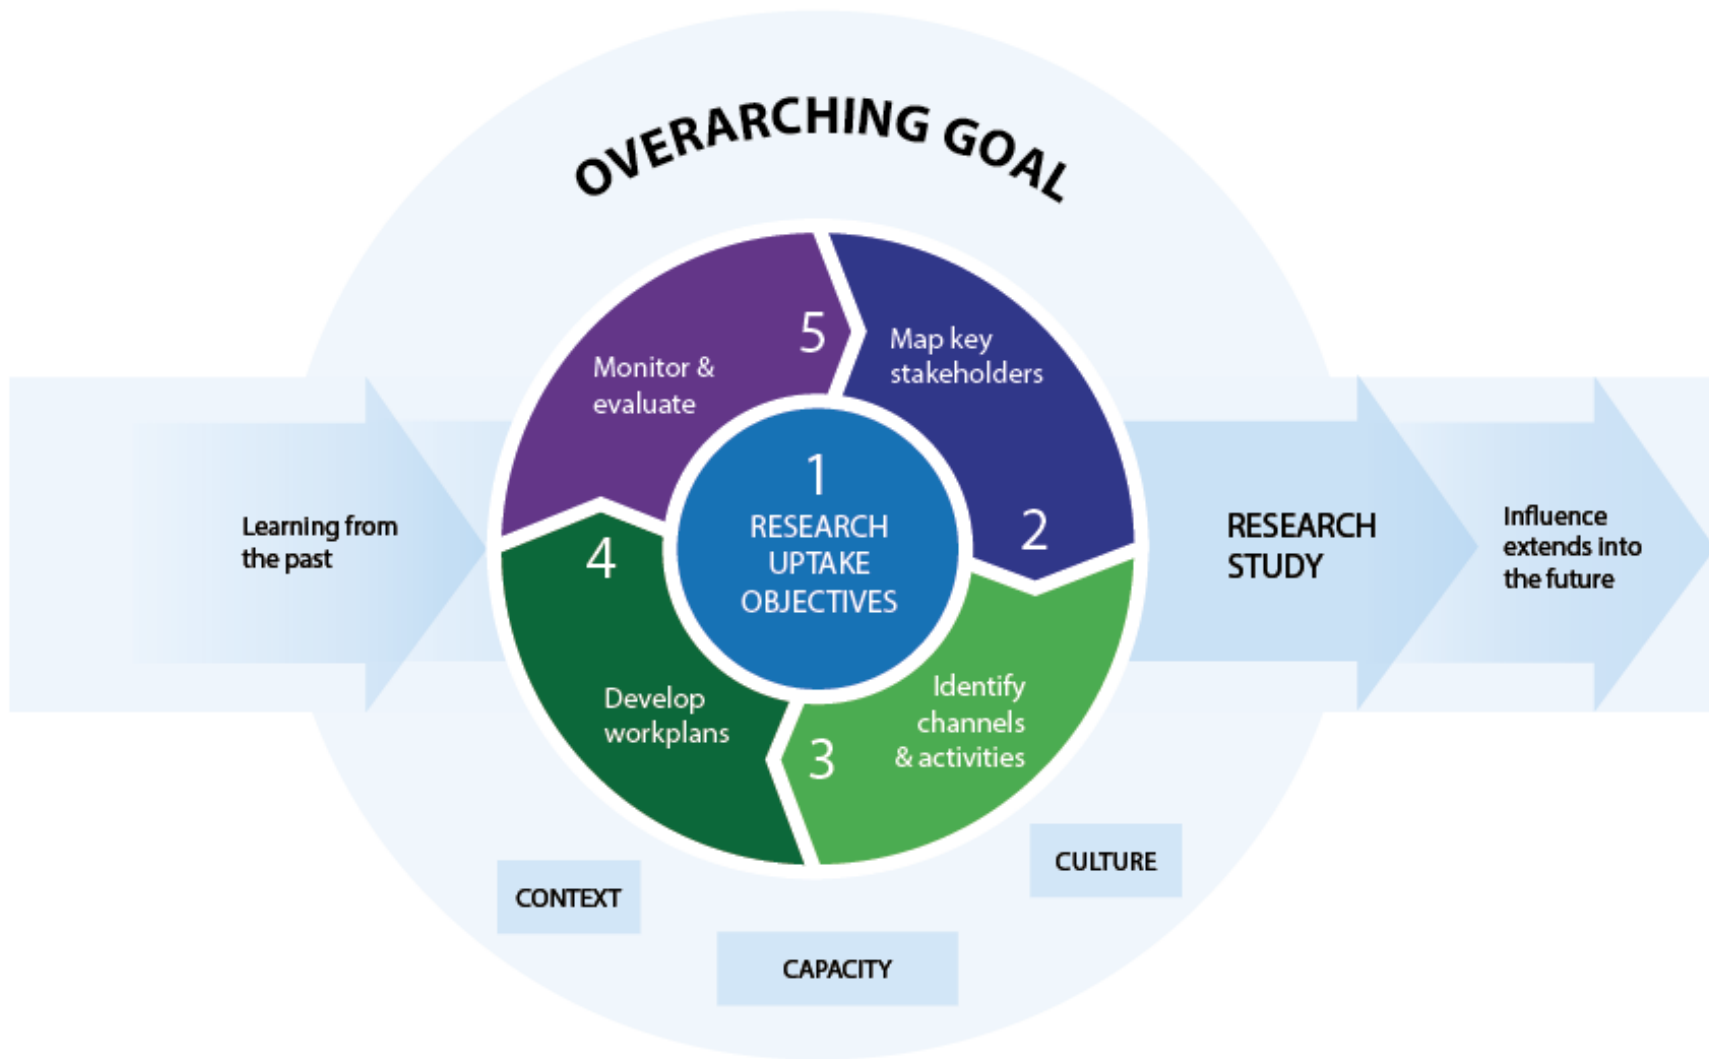 OVERARCHING GOAL
5
Monitor &
evaluate
Map key
stakeholders
2
1
RESEARCH
UPTAKE
OBJECTIVES
4
Develop
workplans
3
Identify
channels
& activities
Learning from
the past
RESEARCH
STUDY
Influence
extends into
the future
CONTEXT
CAPACITY
CULTURE